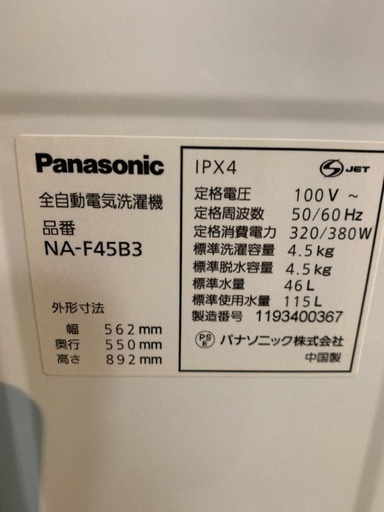 Panasonic
全自動電気洗濯機
品番
NA-F45B3
外形寸法
幅 562mm
奥行 550mm
高さ 892mm
IPX4
S JET
定格電圧 100V ~
定格周波数 50/60Hz
定格消費電力 320/380W
標準洗濯容量 4.5kg
標準脱水容量 4.5kg
標準水量 46L
標準使用水量 115L
製造番号 1193400367
PSE パナソニック株式会社
中国製